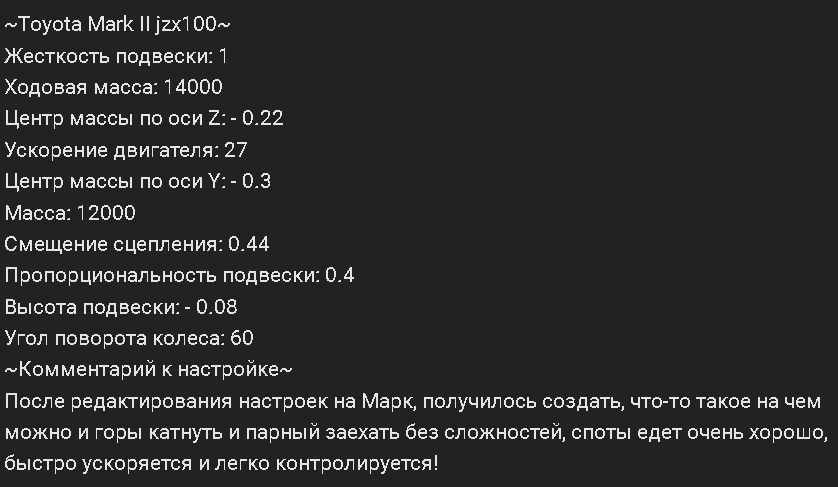 ~Toyota Mark II jzx100~
Жесткость подвески: 1
Ходовая масса: 14000
Центр массы по оси Z: - 0.22
Ускорение двигателя: 27
Центр массы по оси Y: - 0.3
Масса: 12000
Смещение сцепления: 0.44
Пропорциональность подвески: 0.4
Высота подвески: - 0.08
Угол поворота колеса: 60
~Комментарий к настройке~
После редактирования настроек на Марк, получилось создать, что-то такое на чем
можно и горы катнуть и парный заехать без сложностей, споты едет очень хорошо,
быстро ускоряется и легко контролируется!